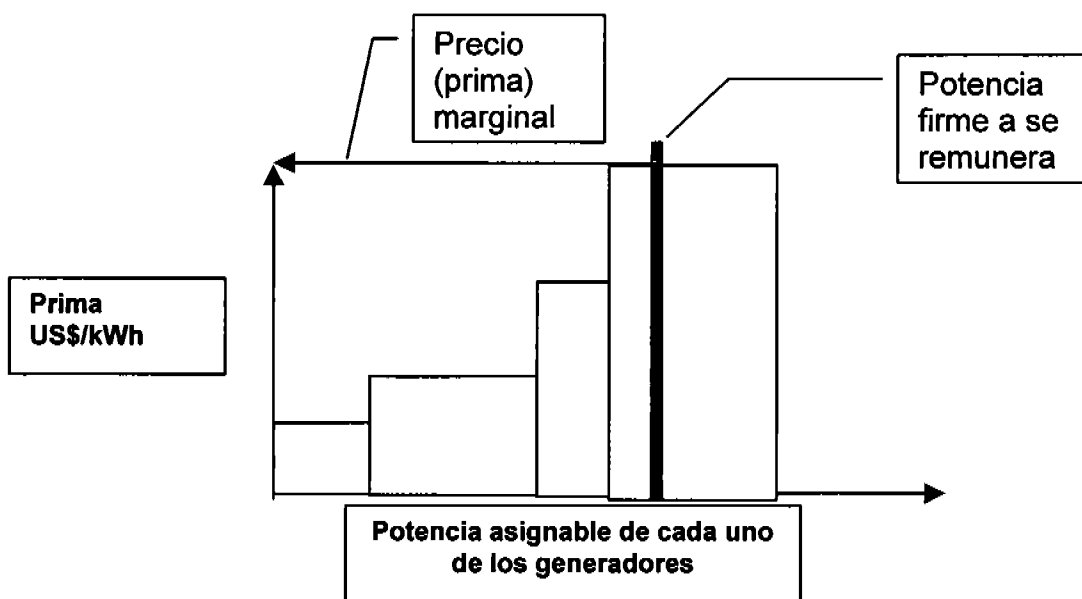 Precio
(prima)
marginal
Potencia
firme a se
remunera
Prima
US$/kWh
Potencia asignable de cada uno
de los generadores